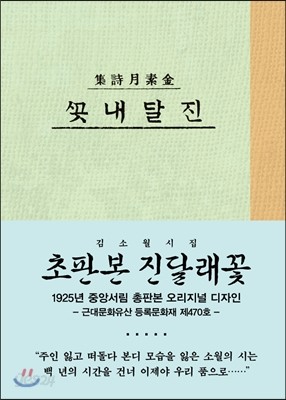 集詩月素金
쏯내달진
김소월시집
초판본 진달래꽃
1925년 중앙서림 총판본 오리지널 디자인
– 근대문화유산 등록문화재 제470호 –
“주인 잃고 떠돌다 본디 모습을 잃은 소월의 시는
백 년의 시간을 건너 이제야 우리 품으로……”
YES24